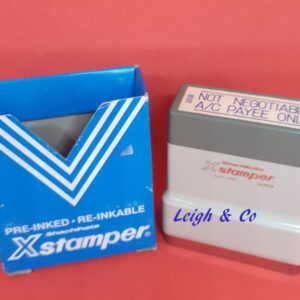 PRE-INKED • RE-INKABLE
Shachihata
Xstamper®
NOT NEGOTIABLE
A/C PAYEE ONLY
Shachihata
Xstamper
Leigh & Co